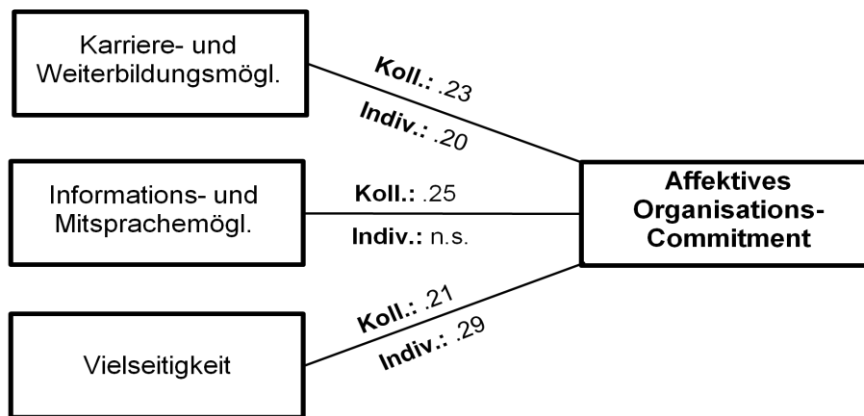 Karriere- und
Weiterbildungsmögl.
Koll.: .23
Indiv.: .20
Informations- und
Mitsprachemögl.
Koll.: .25
Indiv.: n.s.
Affektives
Organisations-
Commitment
Vielseitigkeit
Koll.: .21
Indiv.: .29